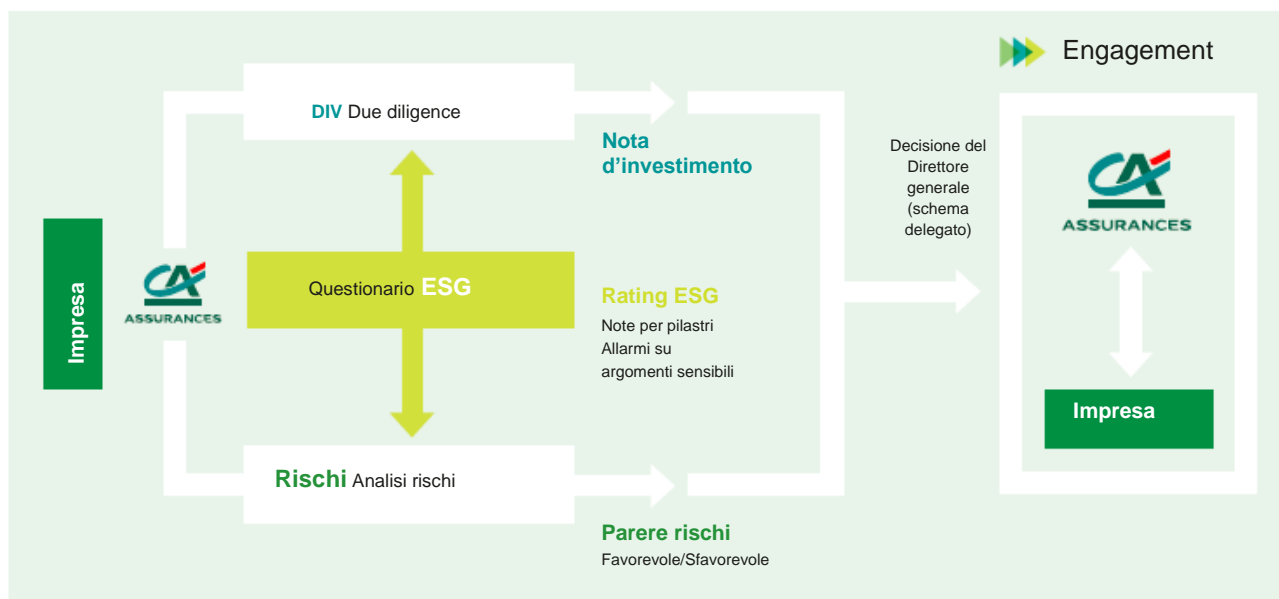 Engagement
DIV Due diligence
Nota
d’investimento
Decisione del
Direttore
generale
(schema
delegato)
ASSURANCES
Impresa
ASSURANCES
Questionario ESG
Rating ESG
Note per pilastri
Allarmi su
argomenti sensibili
Impresa
Rischi Analisi rischi
Parere rischi
Favorevole/Sfavorevole